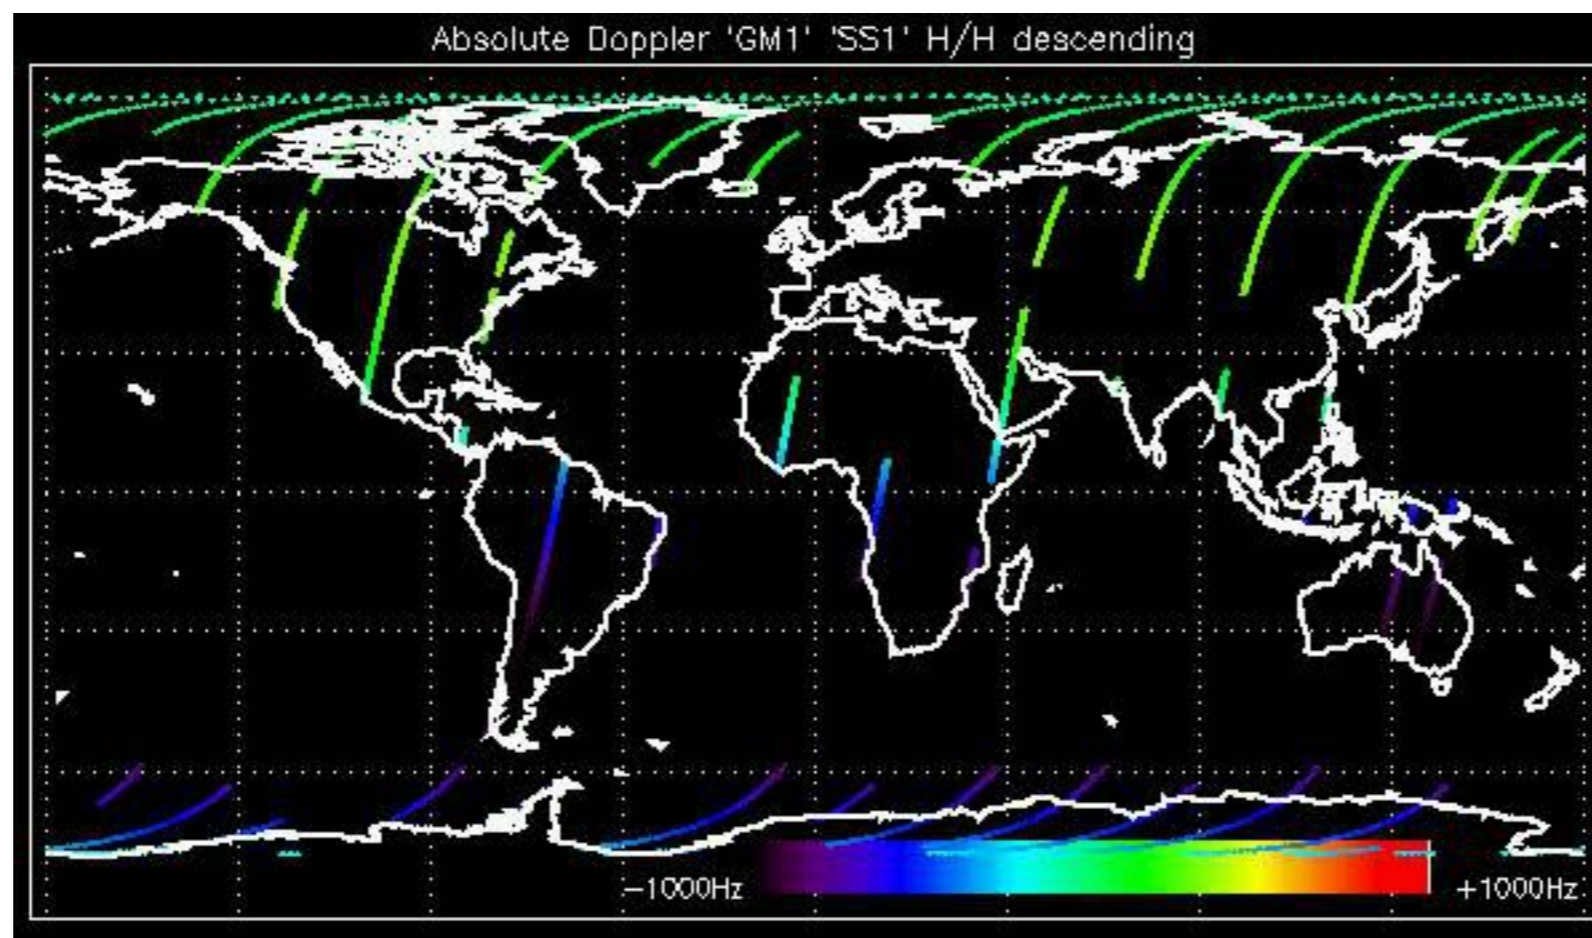 Absolute Doppler 'GM1' 'SS1' H/H descending
−1000Hz
+1000Hz